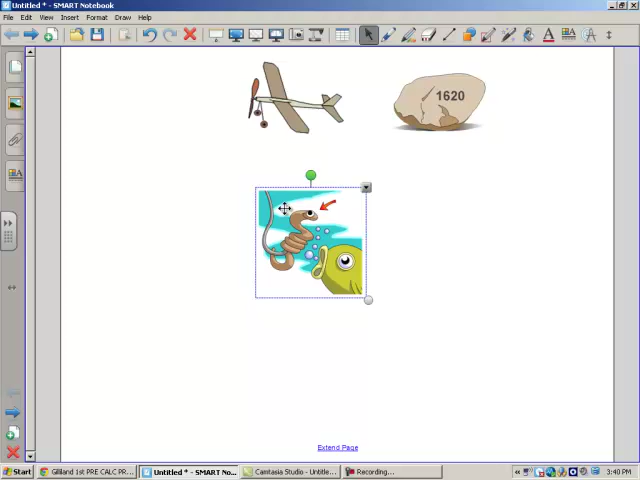 Untitled * - SMART Notebook
File Edit View Insert Format Draw Help
1620
Extend Page
Start
Gilliland 1st PRE CALC PR...
Untitled * - SMART No...
Camtasia Studio - Untitle...
Recording...
3:40 PM